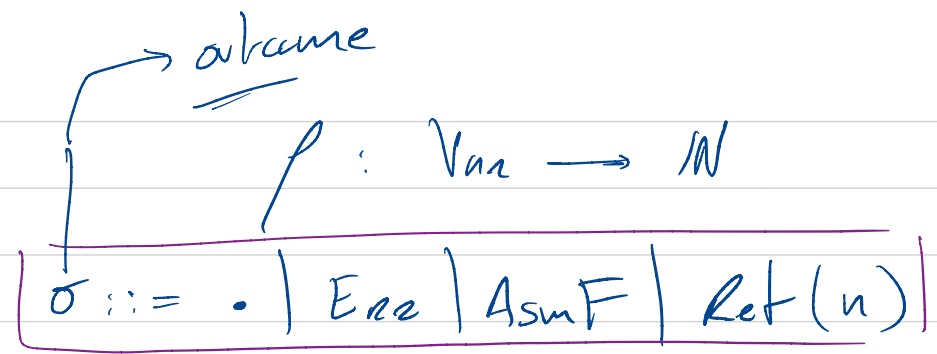 outcome
ρ : Var → ℕ
σ ::= • | Err | AsmF | Ret(n)